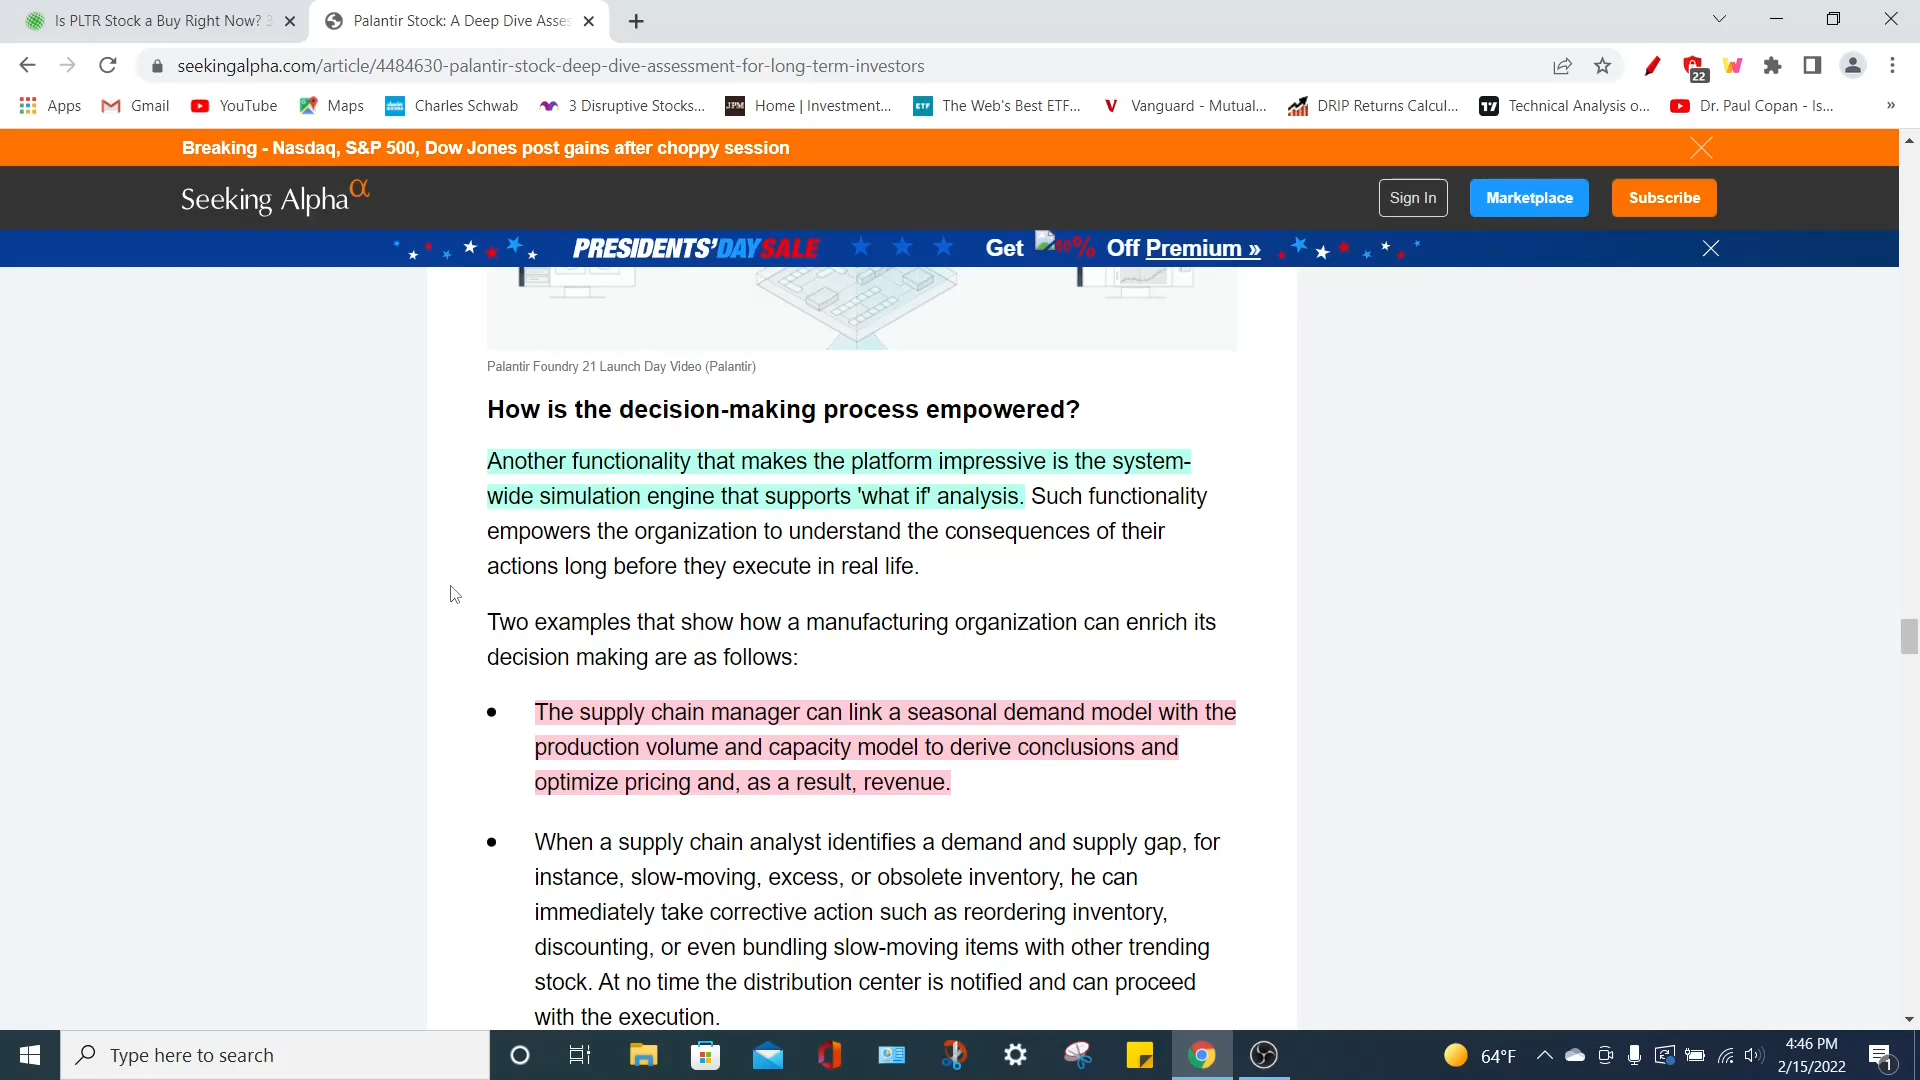 Is PLTR Stock a Buy Right Now? 3
Palantir Stock: A Deep Dive Asses
seekingalpha.com/article/4484630-palantir-stock-deep-dive-assessment-for-long-term-investors
22
Apps Gmail YouTube Maps Charles Schwab 3 Disruptive Stocks... Home | Investment... The Web's Best ETF... Vanguard - Mutual... DRIP Returns Calcul... Technical Analysis o... Dr. Paul Copan - Is... »
Breaking - Nasdaq, S&P 500, Dow Jones post gains after choppy session
Seeking Alpha α
Sign In Marketplace Subscribe
PRESIDENTS' DAY SALE Get % Off Premium »
Palantir Foundry 21 Launch Day Video (Palantir)
How is the decision-making process empowered?
Another functionality that makes the platform impressive is the system-
wide simulation engine that supports 'what if' analysis. Such functionality
empowers the organization to understand the consequences of their
actions long before they execute in real life.
Two examples that show how a manufacturing organization can enrich its
decision making are as follows:
• The supply chain manager can link a seasonal demand model with the
production volume and capacity model to derive conclusions and
optimize pricing and, as a result, revenue.
• When a supply chain analyst identifies a demand and supply gap, for
instance, slow-moving, excess, or obsolete inventory, he can
immediately take corrective action such as reordering inventory,
discounting, or even bundling slow-moving items with other trending
stock. At no time the distribution center is notified and can proceed
with the execution.
Type here to search
64°F
4:46 PM
2/15/2022
1